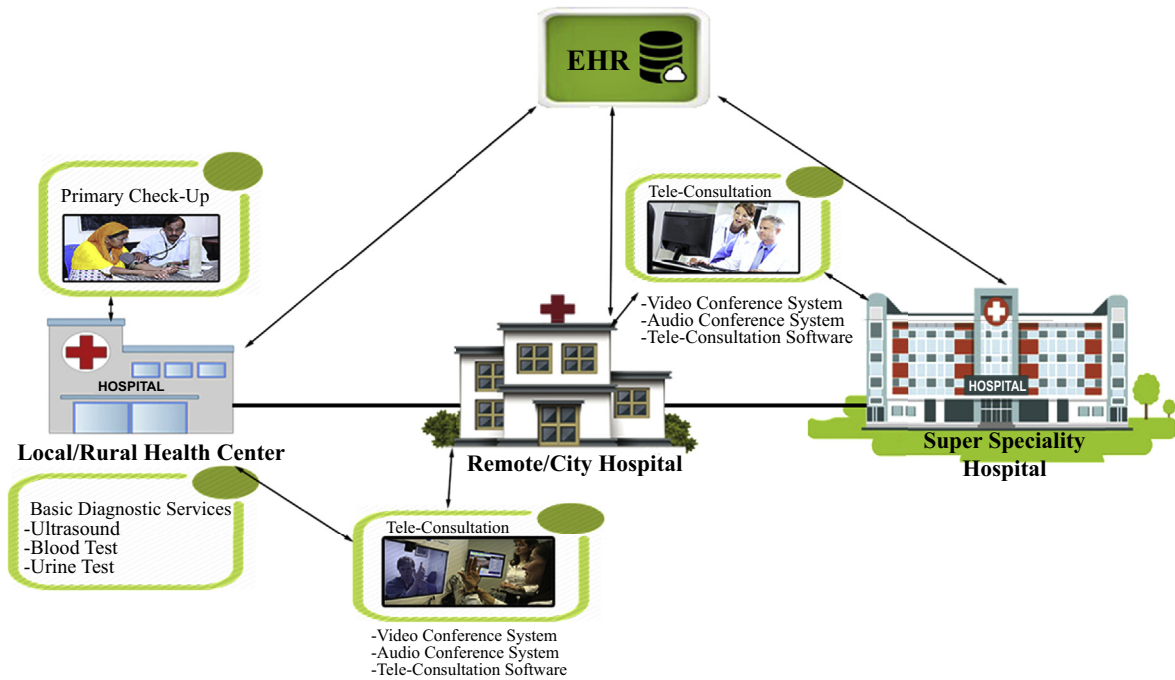 EHR
Primary Check-Up
Tele-Consultation
-Video Conference System
-Audio Conference System
-Tele-Consultation Software
HOSPITAL
HOSPITAL
Local/Rural Health Center
Remote/City Hospital
Super Speciality
Hospital
Basic Diagnostic Services
-Ultrasound
-Blood Test
-Urine Test
Tele-Consultation
-Video Conference System
-Audio Conference System
-Tele-Consultation Software